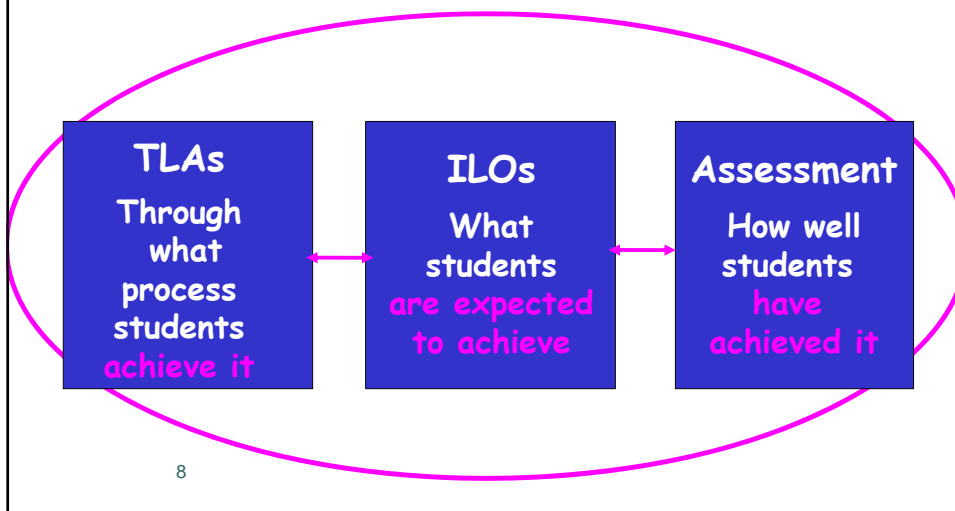 TLAs
Through
what
process
students
achieve it
ILOs
What
students
are expected
to achieve
Assessment
How well
students
have
achieved it
8